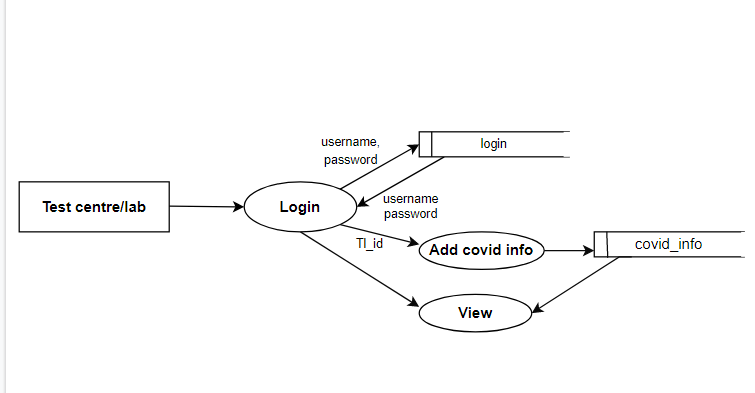 username,
password
login
Test centre/lab
Login
username
password
TI_id
Add covid info
covid_info
View